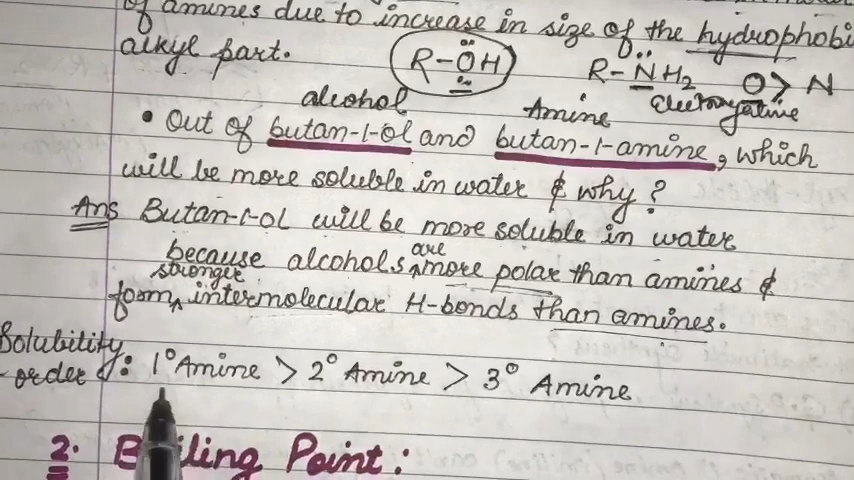 of amines due to increase in size of the hydrophobi
alkyl part.
R-ÖH
R-N̈H₂
O > N
Electronegative
alcohol
Amine
• Out of butan-1-ol and butan-1-amine, which
will be more soluble in water & why?
Ans Butan-1-ol will be more soluble in water
because alcohols are more polar than amines &
form stronger intermolecular H-bonds than amines.
Solubility order: 1° Amine > 2° Amine > 3° Amine
2. Boiling Point: